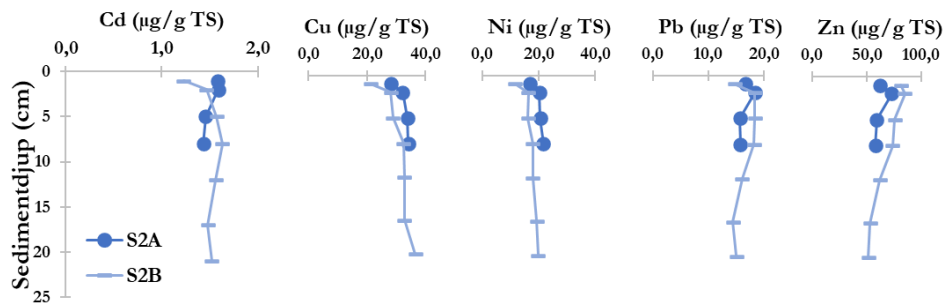 Cd (µg/g TS) Cu (µg/g TS) Ni (µg/g TS) Pb (µg/g TS) Zn (µg/g TS)
0,0 1,0 2,0 0,0 20,0 40,0 0,0 20,0 40,0 0,0 10,0 20,0 0,0 50,0 100,0
Sedimentdjup (cm)
0
5
10
15
20
25
S2A
S2B